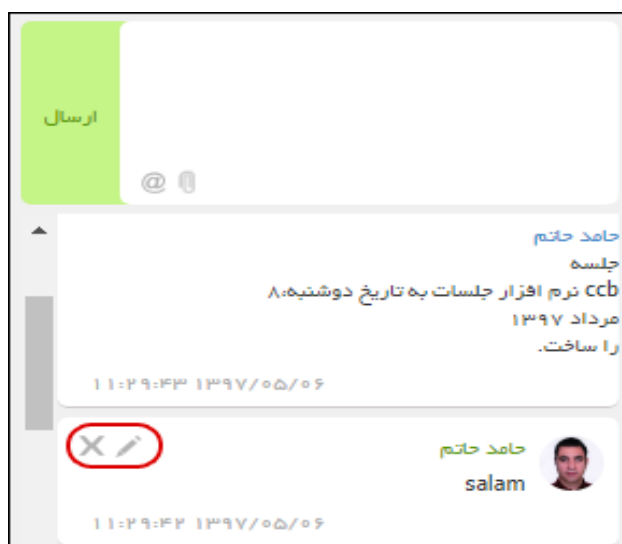 ارسال
@
حامد حاتم
جلسه
ccb نرم افزار جلسات به تاریخ دوشنبه،۸
مرداد ۱۳۹۷
را ساخت.
۱۱:۲۹:۴۳ ۱۳۹۷/۰۵/۰۶
حامد حاتم
salam
۱۱:۲۹:۴۲ ۱۳۹۷/۰۵/۰۶